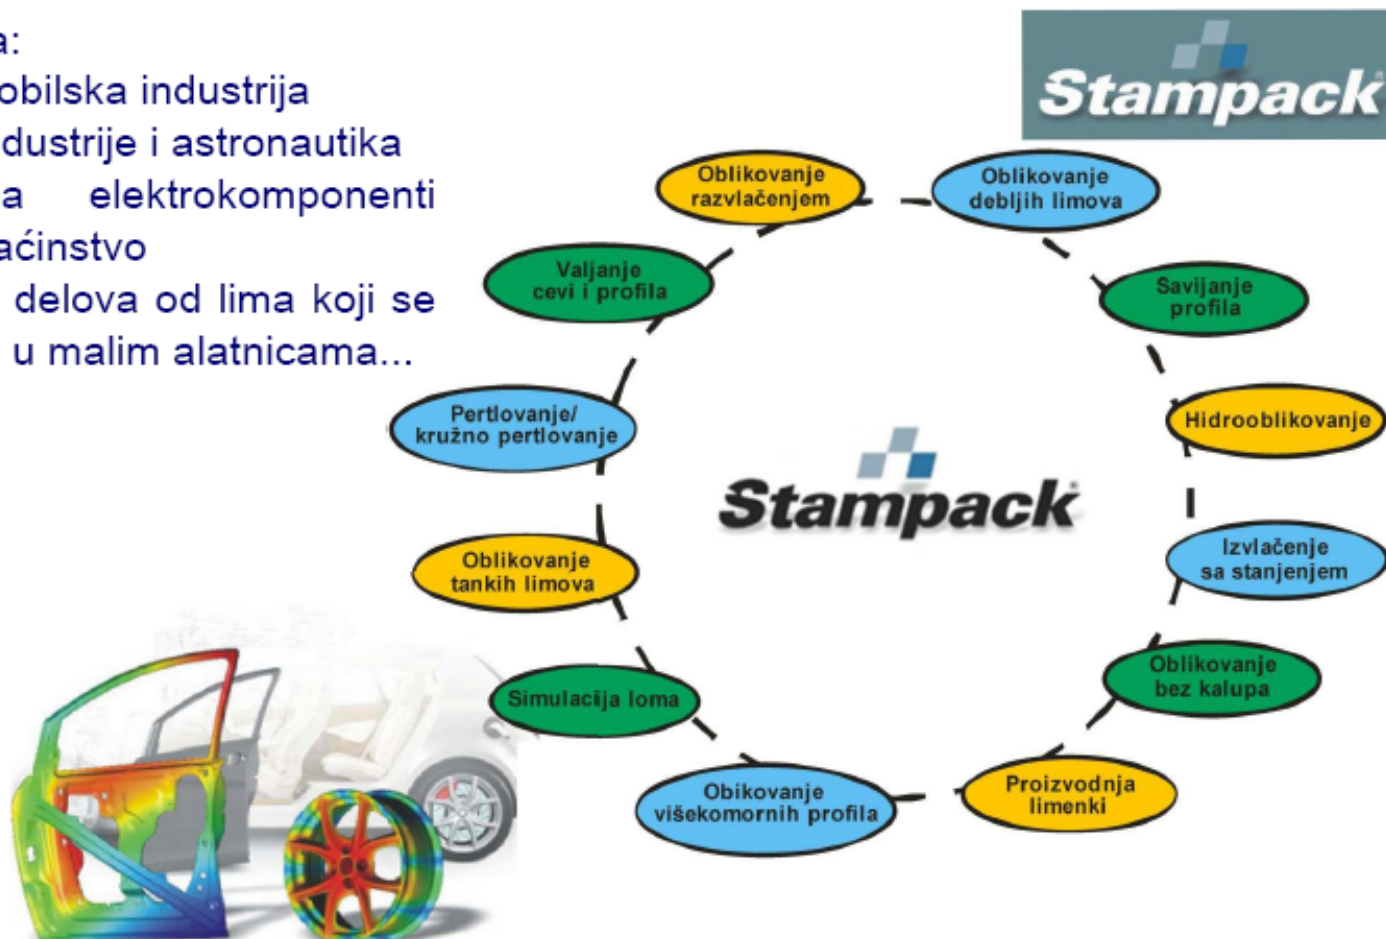 a:
obilska industrija
dustrije i astronautika
a elektrokomponenti
aćinstvo
delova od lima koji se
u malim alatnicama...
Stampack
Oblikovanje
razvlačenjem
Oblikovanje
debljih limova
Valjanje
cevi i profila
Savijanje
profila
Pertlovanje/
kružno pertlovanje
Hidrooblikovanje
Stampack
Oblikovanje
tankih limova
Izvlačenje
sa stanjenjem
Simulacija loma
Oblikovanje
bez kalupa
Obikovanje
višekomornih profila
Proizvodnja
limenki